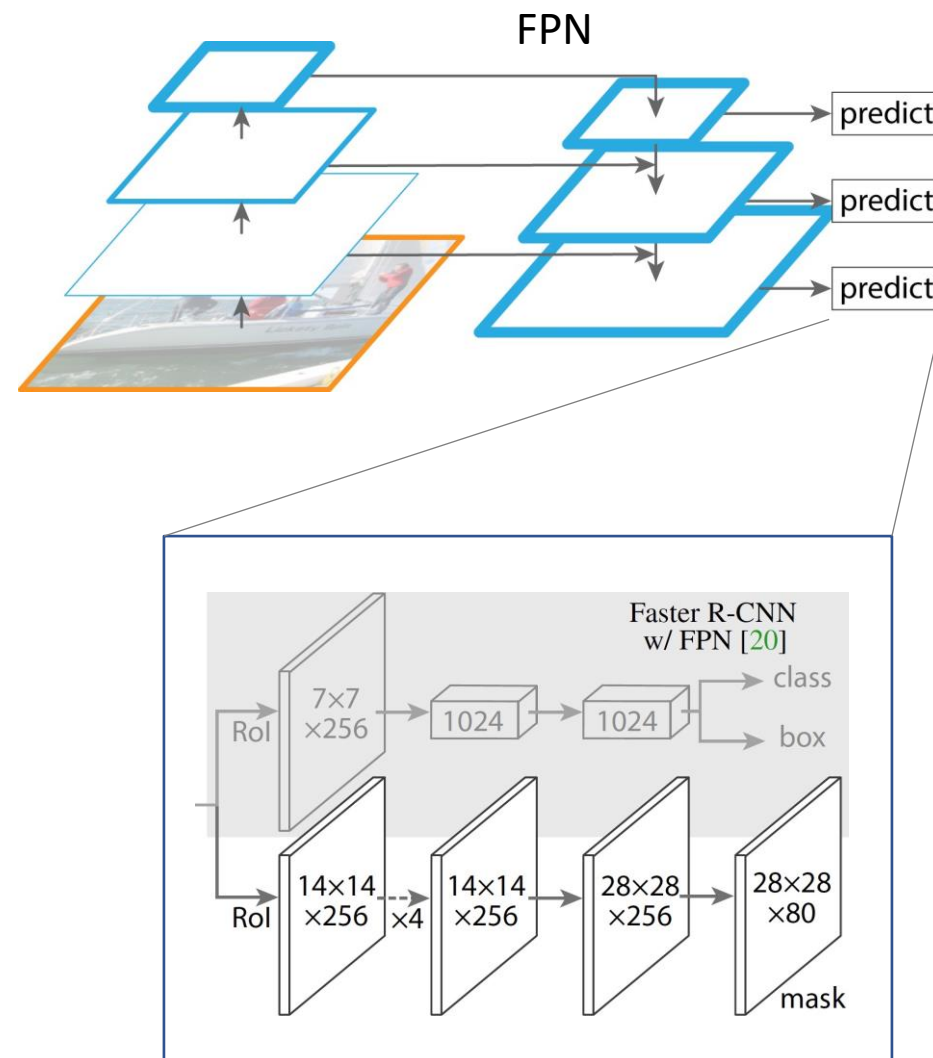 FPN
predict
predict
predict
Faster R-CNN
w/ FPN [20]
class
7×7
×256
1024
1024
RoI
box
14×14
×256
14×14
×256
28×28
×256
28×28
×80
RoI
×4
mask